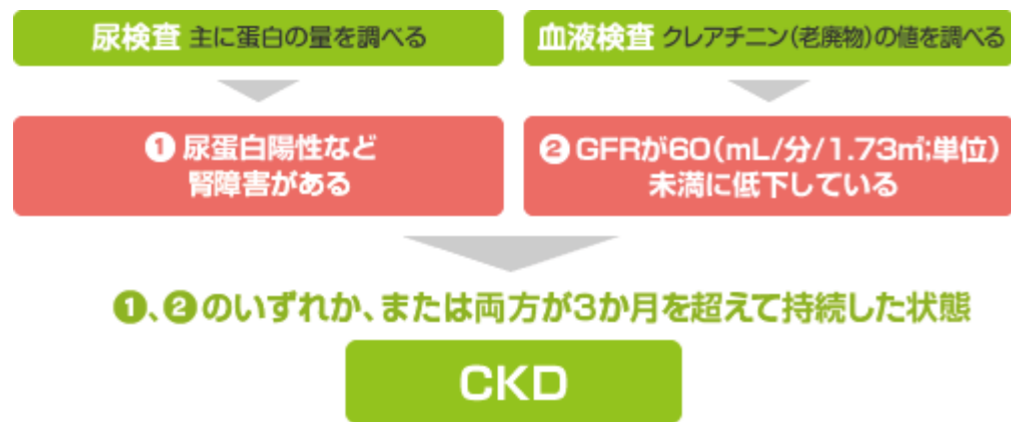 尿検査 主に蛋白の量を調べる
血液検査 クレアチニン(老廃物)の値を調べる
❶ 尿蛋白陽性など
腎障害がある
❷ GFRが60(mL/分/1.73㎡;単位)
未満に低下している
❶、❷のいずれか、または両方が3か月を超えて持続した状態
CKD